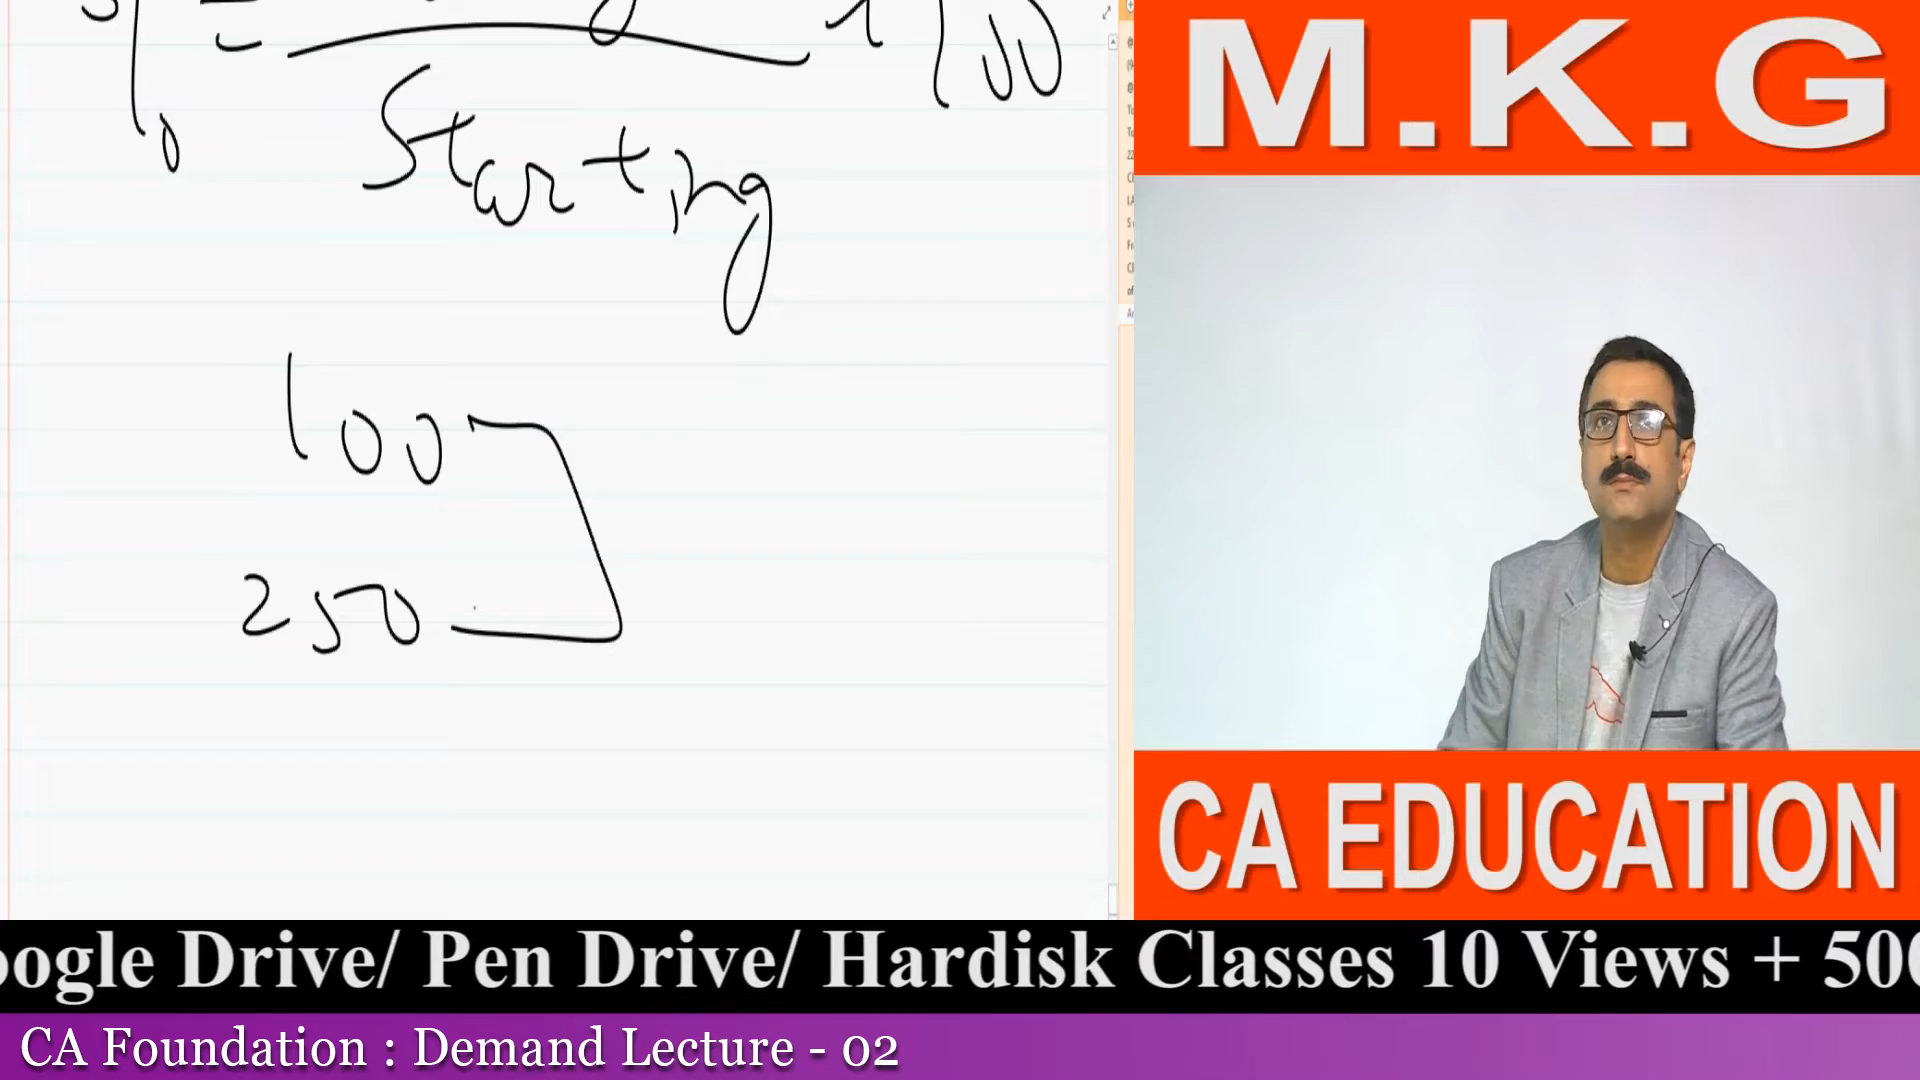 % = × 100
Starting
100
250
M.K.G
CA EDUCATION
oogle Drive/ Pen Drive/ Hardisk Classes 10 Views + 500
CA Foundation : Demand Lecture - 02